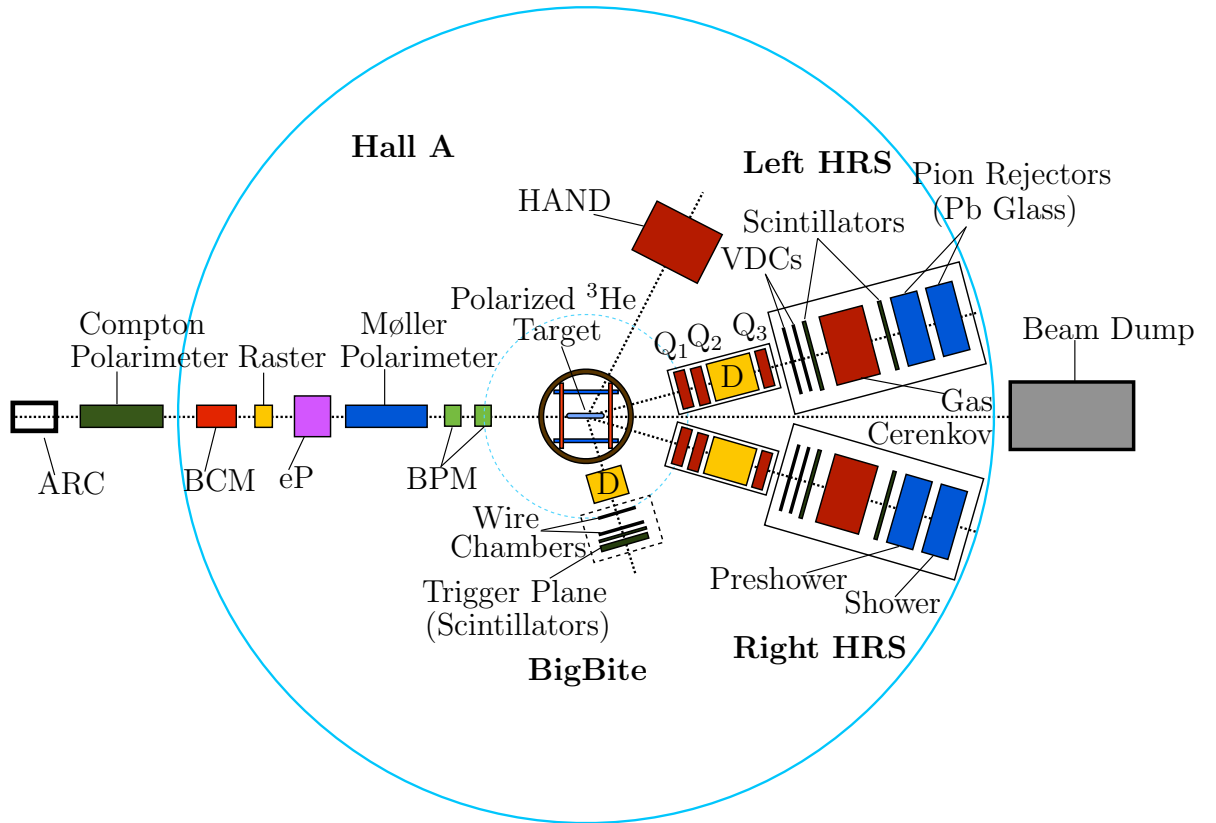 Hall A
Left HRS
Pion Rejectors
(Pb Glass)
HAND
Scintillators
VDCs
Polarized ³He
Target
Compton
Polarimeter
Raster
Møller
Polarimeter
Q₁
Q₂
Q₃
D
Beam Dump
Gas
Cerenkov
ARC
BCM
eP
BPM
D
Wire
Chambers
Trigger Plane
(Scintillators)
BigBite
Preshower
Shower
Right HRS